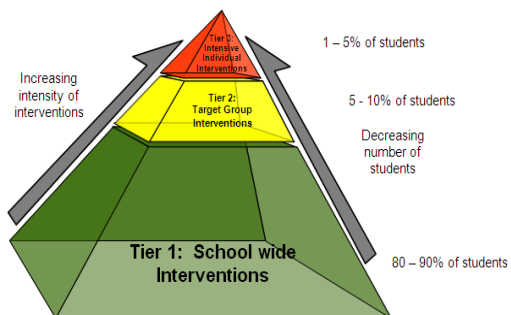 Tier 3:
Intensive
Individual
Interventions
1 – 5% of students
Increasing
intensity of
interventions
Tier 2:
Target Group
Interventions
5 - 10% of students
Decreasing
number of
students
Tier 1: School wide
Interventions
80 – 90% of students